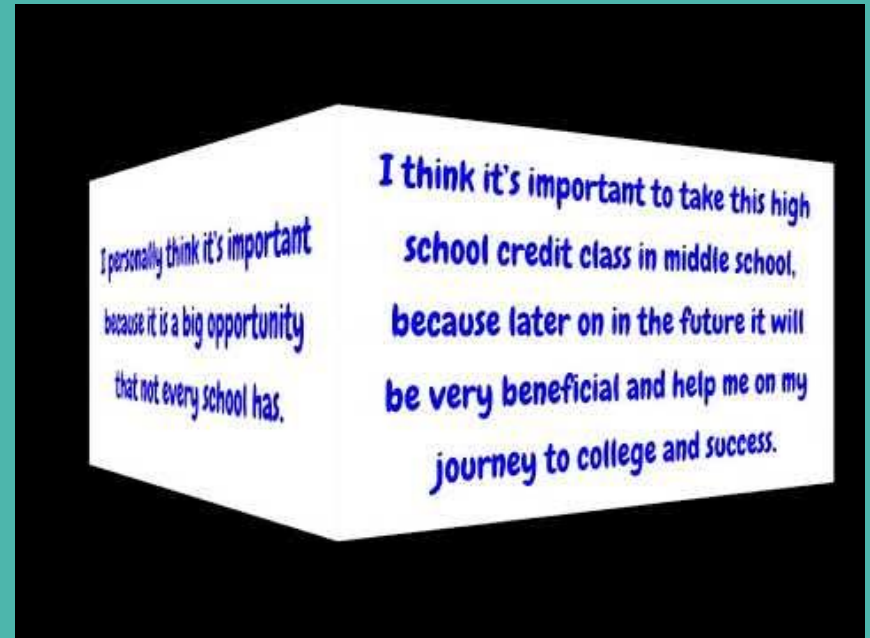 I personally think it's important
because it is a big opportunity
that not every school has.
I think it's important to take this high
school credit class in middle school,
because later on in the future it will
be very beneficial and help me on my
journey to college and success.